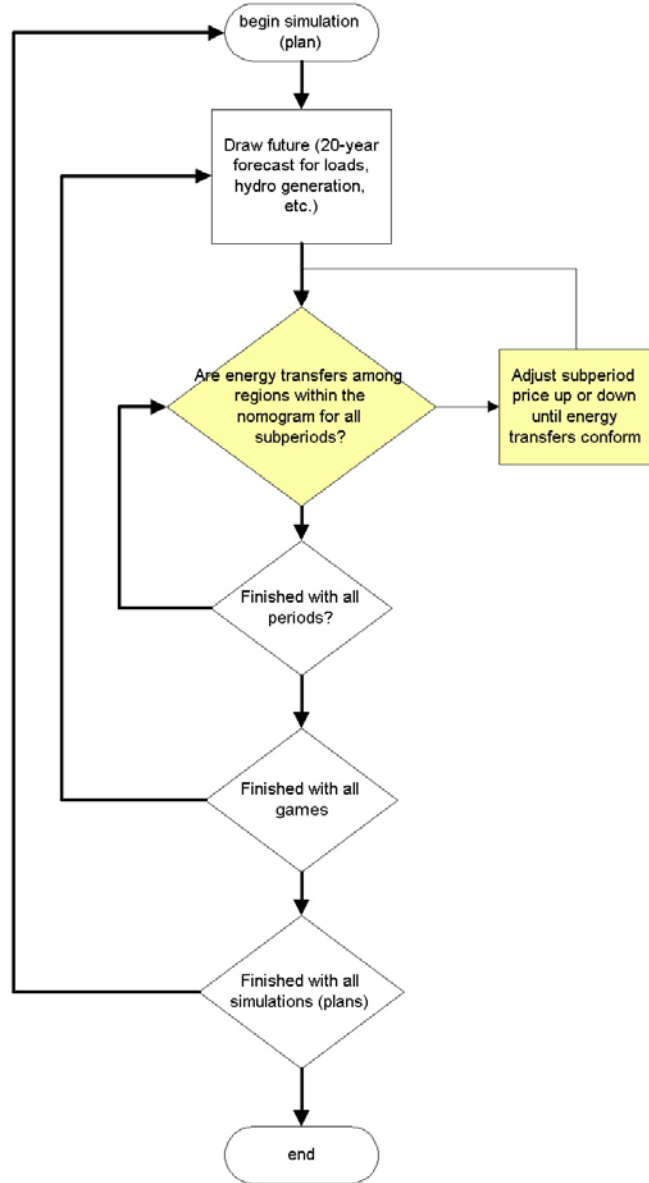 begin simulation
(plan)
Draw future (20-year
forecast for loads,
hydro generation,
etc.)
Are energy transfers among
regions within the
nomogram for all
subperiods?
Adjust subperiod
price up or down
until energy
transfers conform
Finished with all
periods?
Finished with all
games
Finished with all
simulations (plans)
end